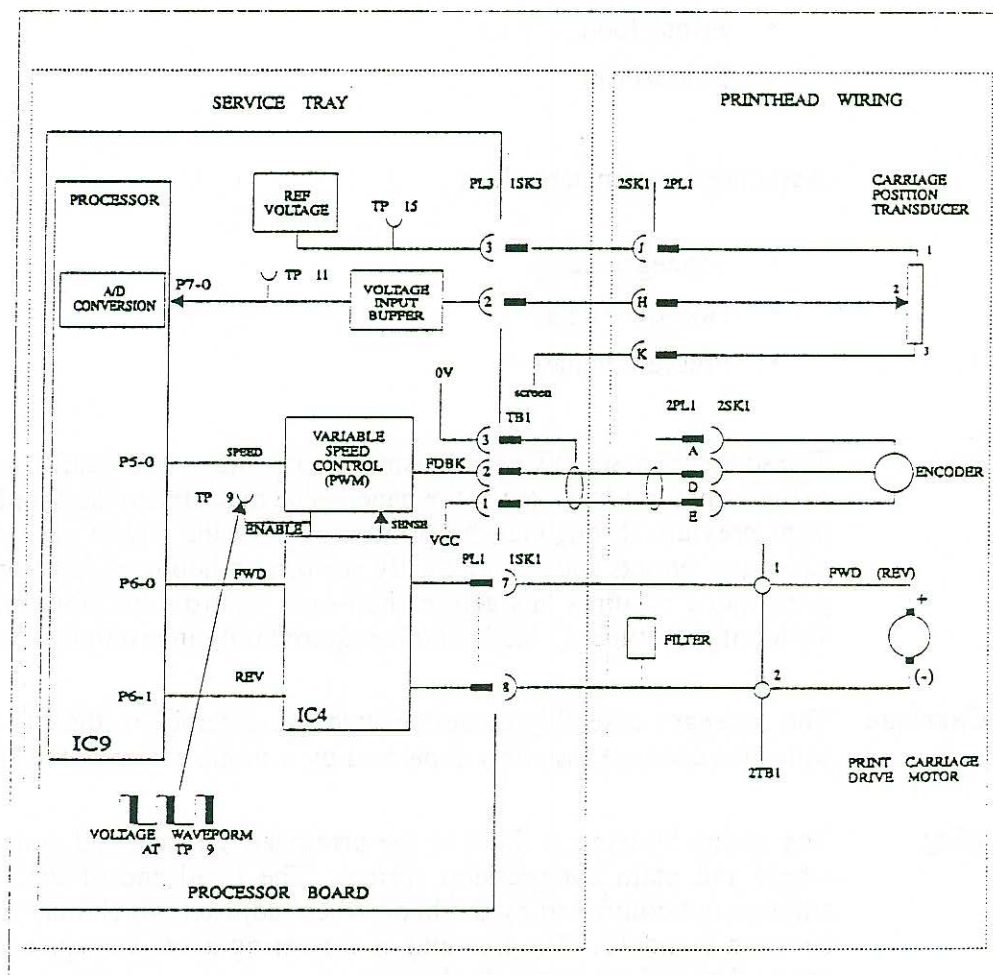 SERVICE TRAY
PRINTHEAD WIRING
PROCESSOR
REF
VOLTAGE
TP 15
PL3 1SK3
2SK1 2PL1
CARRIAGE
POSITION
TRANSDUCER
3
J
1
A/D
CONVERSION
P7-0
TP 11
VOLTAGE
INPUT
BUFFER
2
H
2
K
3
0V
screen
TB1
2PL1 2SK1
VARIABLE
SPEED
CONTROL
(PWM)
3
A
P5-0
SPEED
FDBK
2
D
ENCODER
TP 9
ENABLE
SENSE
1
E
VCC
PL1 1SK1
P6-0
FWD
7
1
FWD (REV)
+
FILTER
P6-1
REV
8
2
(-)
IC9
IC4
2TB1
PRINT CARRIAGE
DRIVE MOTOR
VOLTAGE WAVEFORM
AT TP 9
PROCESSOR BOARD